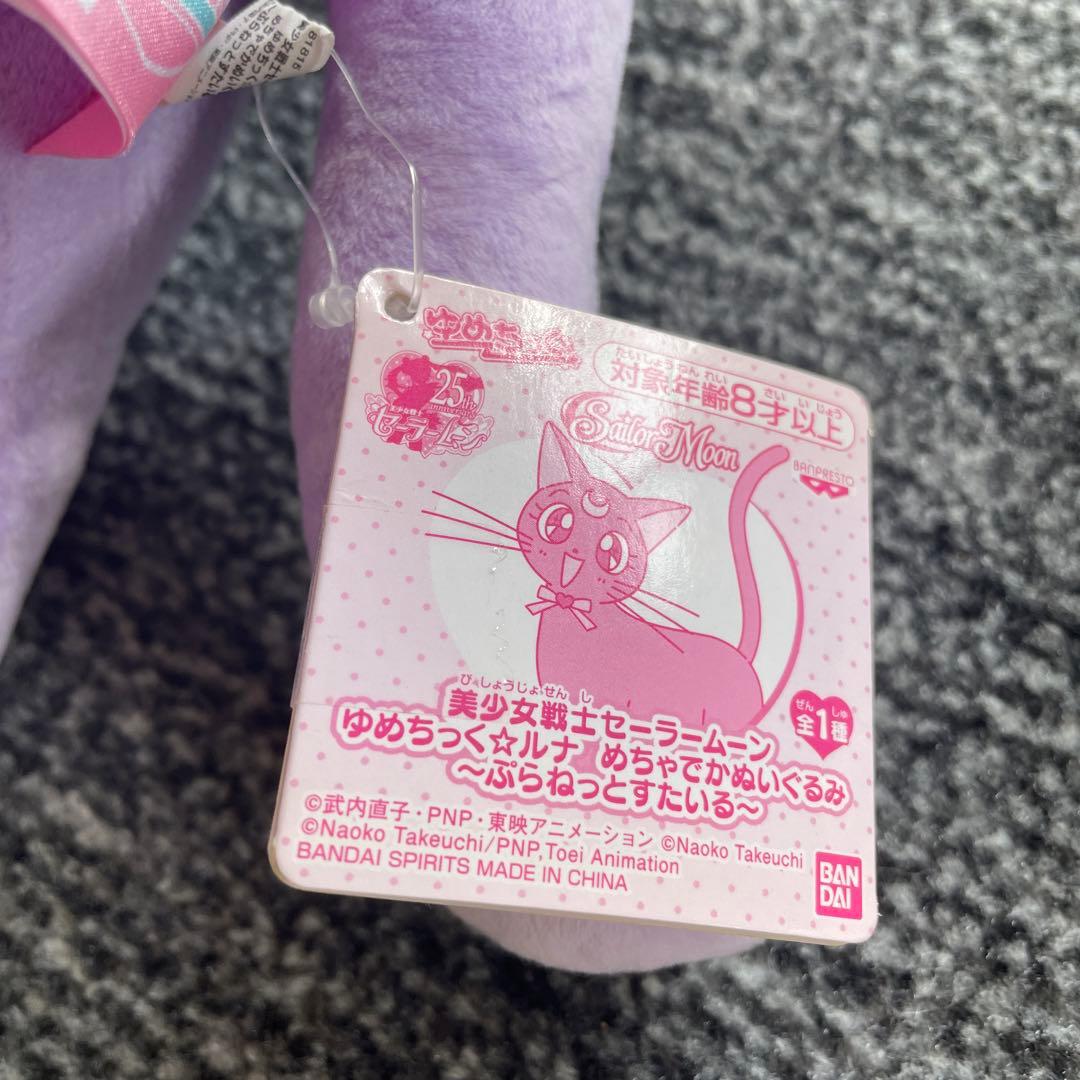 ゆめちっく
たいしょうねんれい さいいじょう
対象年齢8才以上
25th
anniversary
美少女戦士
セーラームーン
Sailor Moon
BANPRESTO
びしょうじょせんし
美少女戦士セーラームーン
ゆめちっく☆ルナ めちゃでかぬいぐるみ
～ぷらねっとすたいる～
ぜん しゅ
全1種
©武内直子・PNP・東映アニメーション ©Naoko Takeuchi
©Naoko Takeuchi/PNP,Toei Animation
BANDAI SPIRITS MADE IN CHINA
BAN
DAI